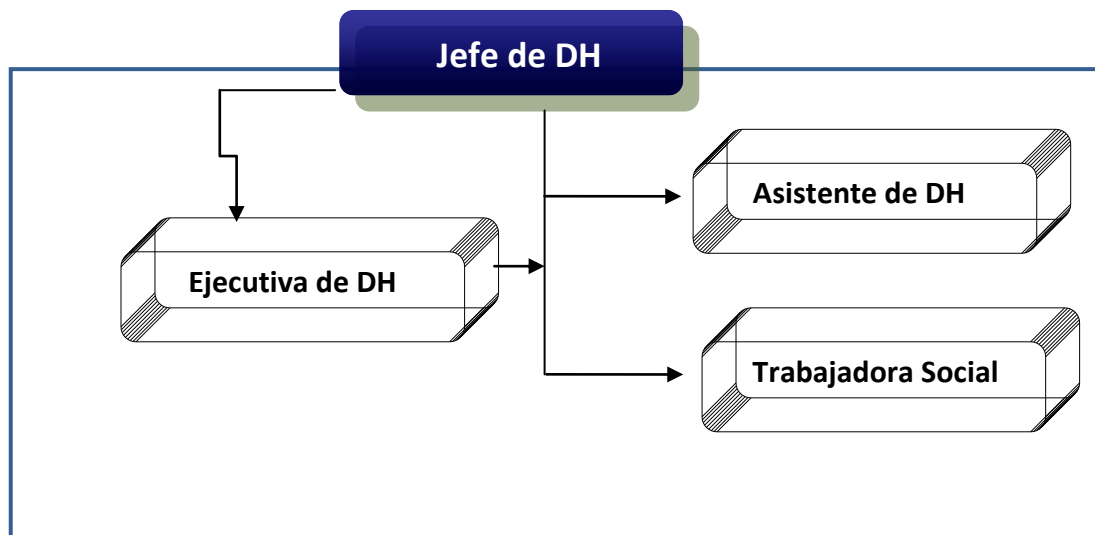 Jefe de DH
Asistente de DH
Ejecutiva de DH
Trabajadora Social